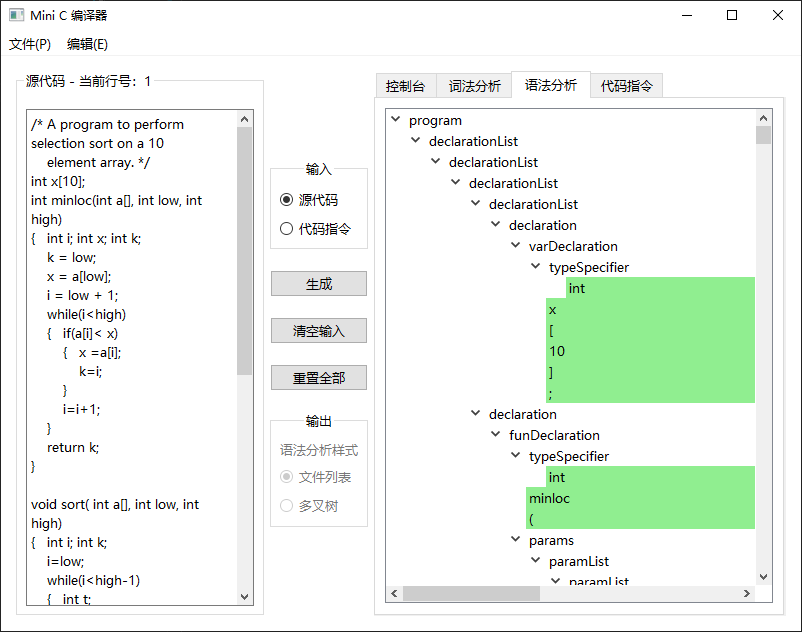 Mini C 编译器
文件(P) 编辑(E)
源代码 - 当前行号：1
/* A program to perform
selection sort on a 10
element array. */
int x[10];
int minloc(int a[], int low, int
high)
{ int i; int x; int k;
k = low;
x = a[low];
i = low + 1;
while(i<high)
{ if(a[i]< x)
{ x =a[i];
k=i;
}
i=i+1;
}
return k;
}
void sort( int a[], int low, int
high)
{ int i; int k;
i=low;
while(i<high-1)
{ int t;
输入
源代码
代码指令
生成
清空输入
重置全部
输出
语法分析样式
文件列表
多叉树
控制台 词法分析 语法分析 代码指令
program
declarationList
declarationList
declarationList
declarationList
declaration
varDeclaration
typeSpecifier
int
x
[
10
]
;
declaration
funDeclaration
typeSpecifier
int
minloc
(
params
paramList
paramList